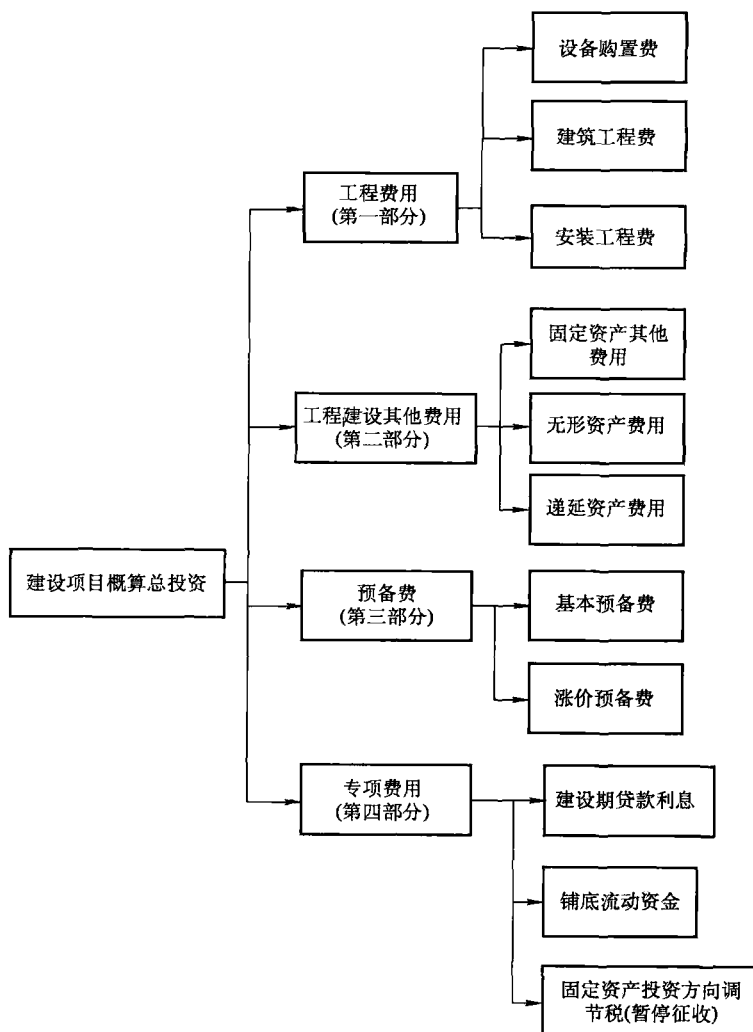 设备购置费
建筑工程费
工程费用
(第一部分)
安装工程费
固定资产其他
费用
工程建设其他费用
(第二部分)
无形资产费用
递延资产费用
建设项目概算总投资
预备费
(第三部分)
基本预备费
涨价预备费
专项费用
(第四部分)
建设期贷款利息
铺底流动资金
固定资产投资方向调
节税(暂停征收)